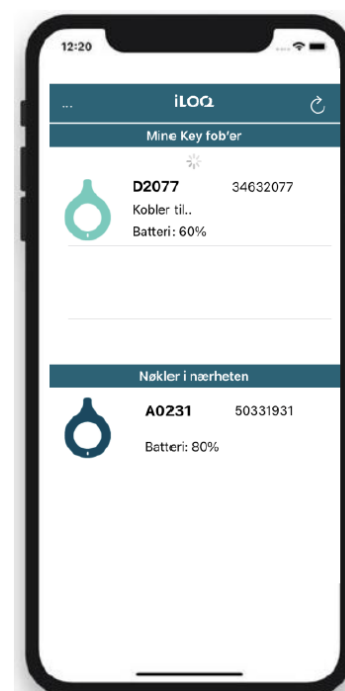 12:20
... iLOQ
Mine Key fob'er
D2077 34632077
Kobler til..
Batteri: 60%
Nøkler i nærheten
A0231 50331931
Batteri: 80%